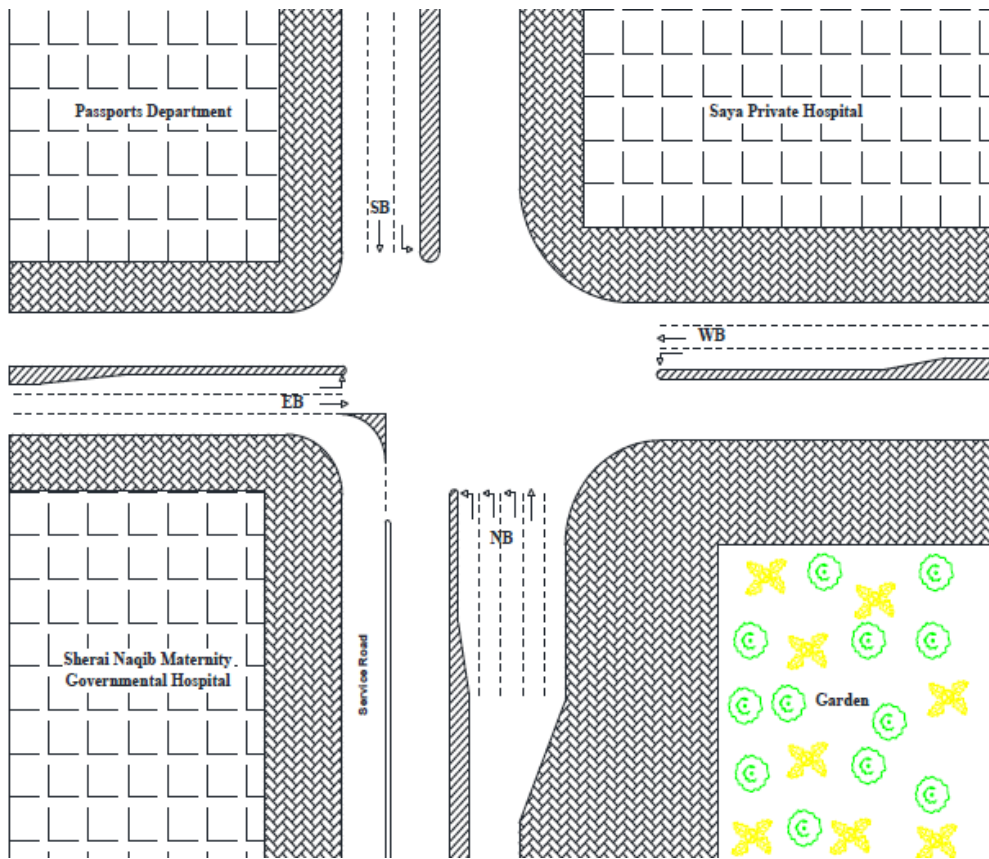 Passports Department
Saya Private Hospital
SB
WB
EB
NB
Service Road
Sherai Naqib Maternity
Governmental Hospital
Garden